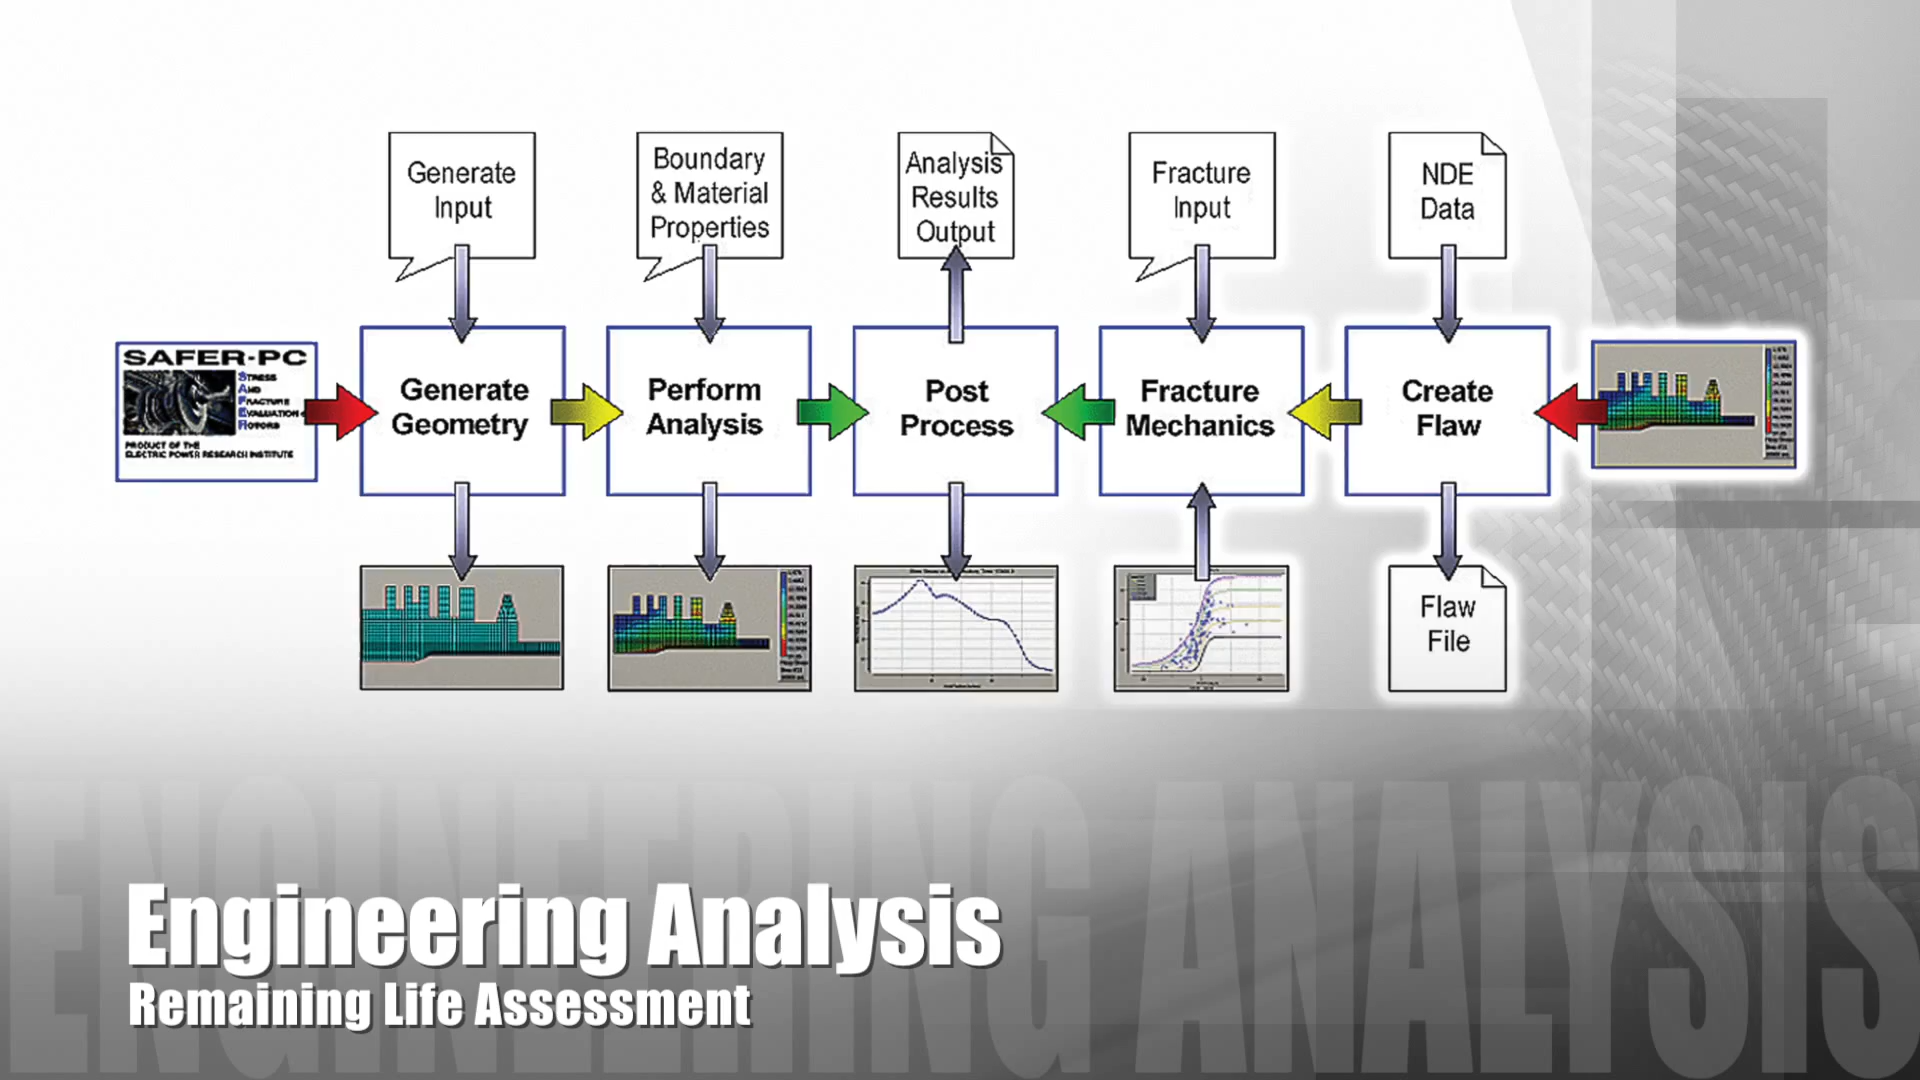 Generate
Input
Boundary
& Material
Properties
Analysis
Results
Output
Fracture
Input
NDE
Data
SAFER-PC
STRESS
AND
FRACTURE
EVALUATION
ROTORS
PRODUCT OF THE
ELECTRIC POWER RESEARCH INSTITUTE
Generate
Geometry
Perform
Analysis
Post
Process
Fracture
Mechanics
Create
Flaw
Flaw
File
ENGINEERING ANALYSIS
Engineering Analysis
Remaining Life Assessment